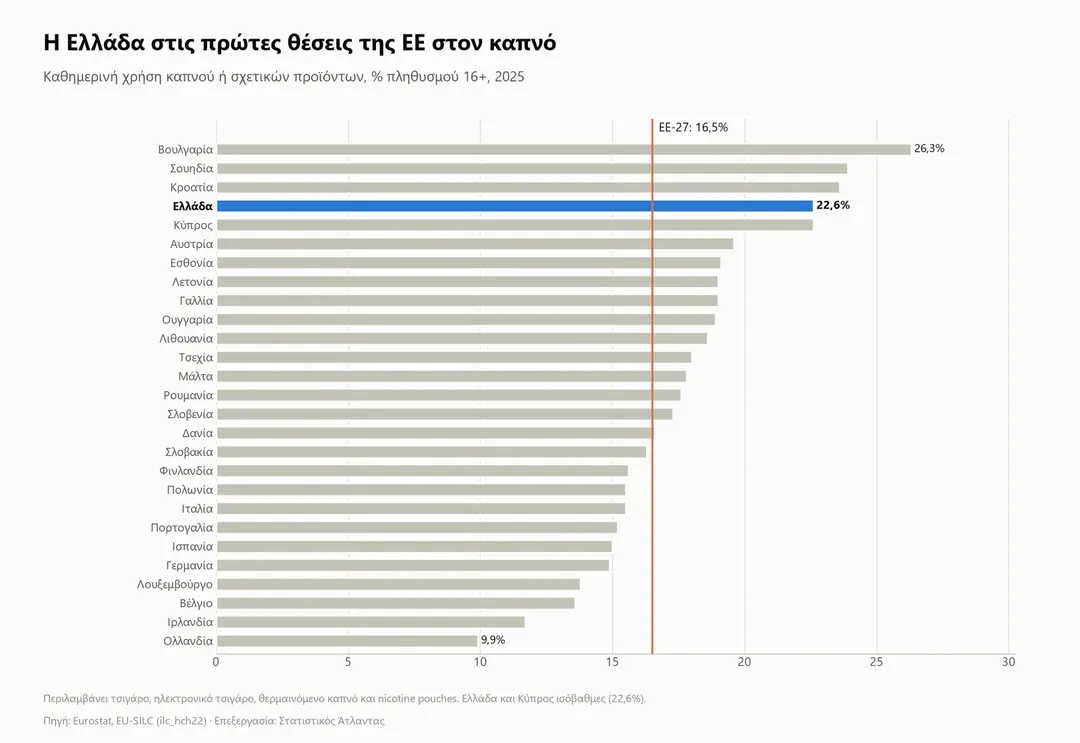 Η Ελλάδα στις πρώτες θέσεις της ΕΕ στον καπνό
Καθημερινή χρήση καπνού ή σχετικών προϊόντων, % πληθυσμού 16+, 2025
ΕΕ-27: 16,5%
Βουλγαρία 26,3%
Σουηδία
Κροατία
Ελλάδα 22,6%
Κύπρος
Αυστρία
Εσθονία
Λετονία
Γαλλία
Ουγγαρία
Λιθουανία
Τσεχία
Μάλτα
Ρουμανία
Σλοβενία
Δανία
Σλοβακία
Φινλανδία
Πολωνία
Ιταλία
Πορτογαλία
Ισπανία
Γερμανία
Λουξεμβούργο
Βέλγιο
Ιρλανδία
Ολλανδία 9,9%
0 5 10 15 20 25 30
Περιλαμβάνει τσιγάρο, ηλεκτρονικό τσιγάρο, θερμαινόμενο καπνό και nicotine pouches. Ελλάδα και Κύπρος ισόβαθμες (22,6%).
Πηγή: Eurostat, EU-SILC (ilc_hch22) · Επεξεργασία: Στατιστικός Άτλαντας